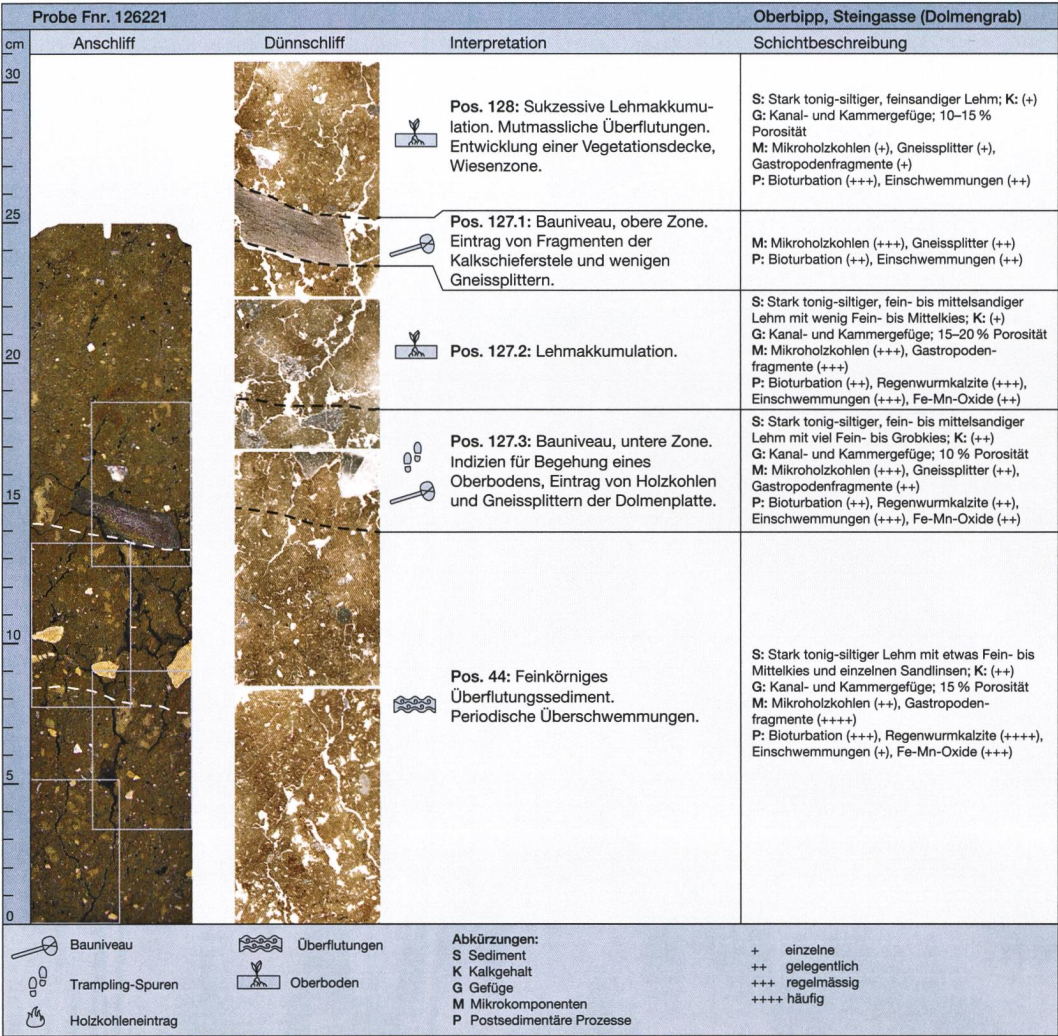 Probe Fnr. 126221
Oberbipp, Steingasse (Dolmengrab)
cm
Anschliff
Dünnschliff
Interpretation
Schichtbeschreibung
30
25
20
15
10
5
0
Pos. 128: Sukzessive Lehmakkumu-
lation. Mutmassliche Überflutungen.
Entwicklung einer Vegetationsdecke,
Wiesenzone.
S: Stark tonig-siltiger, feinsandiger Lehm; K: (+)
G: Kanal- und Kammergefüge; 10–15 %
Porosität
M: Mikroholzkohlen (+), Gneissplitter (+),
Gastropodenfragmente (+)
P: Bioturbation (+++), Einschwemmungen (++)
Pos. 127.1: Bauniveau, obere Zone.
Eintrag von Fragmenten der
Kalkschieferstele und wenigen
Gneissplittern.
M: Mikroholzkohlen (+++), Gneissplitter (++)
P: Bioturbation (++), Einschwemmungen (++)
Pos. 127.2: Lehmakkumulation.
S: Stark tonig-siltiger, fein- bis mittelsandiger
Lehm mit wenig Fein- bis Mittelkies; K: (+)
G: Kanal- und Kammergefüge; 15–20 % Porosität
M: Mikroholzkohlen (+++), Gastropoden-
fragmente (+++)
P: Bioturbation (++), Regenwurmkalzite (+++),
Einschwemmungen (+++), Fe-Mn-Oxide (++)
Pos. 127.3: Bauniveau, untere Zone.
Indizien für Begehung eines
Oberbodens, Eintrag von Holzkohlen
und Gneissplittern der Dolmenplatte.
S: Stark tonig-siltiger, fein- bis mittelsandiger
Lehm mit viel Fein- bis Grobkies; K: (++)
G: Kanal- und Kammergefüge; 10 % Porosität
M: Mikroholzkohlen (+++), Gneissplitter (++),
Gastropodenfragmente (++)
P: Bioturbation (++), Regenwurmkalzite (++),
Einschwemmungen (+++), Fe-Mn-Oxide (++)
Pos. 44: Feinkörniges
Überflutungssediment.
Periodische Überschwemmungen.
S: Stark tonig-siltiger Lehm mit etwas Fein- bis
Mittelkies und einzelnen Sandlinsen; K: (++)
G: Kanal- und Kammergefüge; 15 % Porosität
M: Mikroholzkohlen (++), Gastropoden-
fragmente (++++)
P: Bioturbation (+++), Regenwurmkalzite (++++),
Einschwemmungen (+), Fe-Mn-Oxide (+++)
Bauniveau
Trampling-Spuren
Holzkohleneintrag
Überflutungen
Oberboden
Abkürzungen:
S Sediment
K Kalkgehalt
G Gefüge
M Mikrokomponenten
P Postsedimentäre Prozesse
+ einzelne
++ gelegentlich
+++ regelmässig
++++ häufig